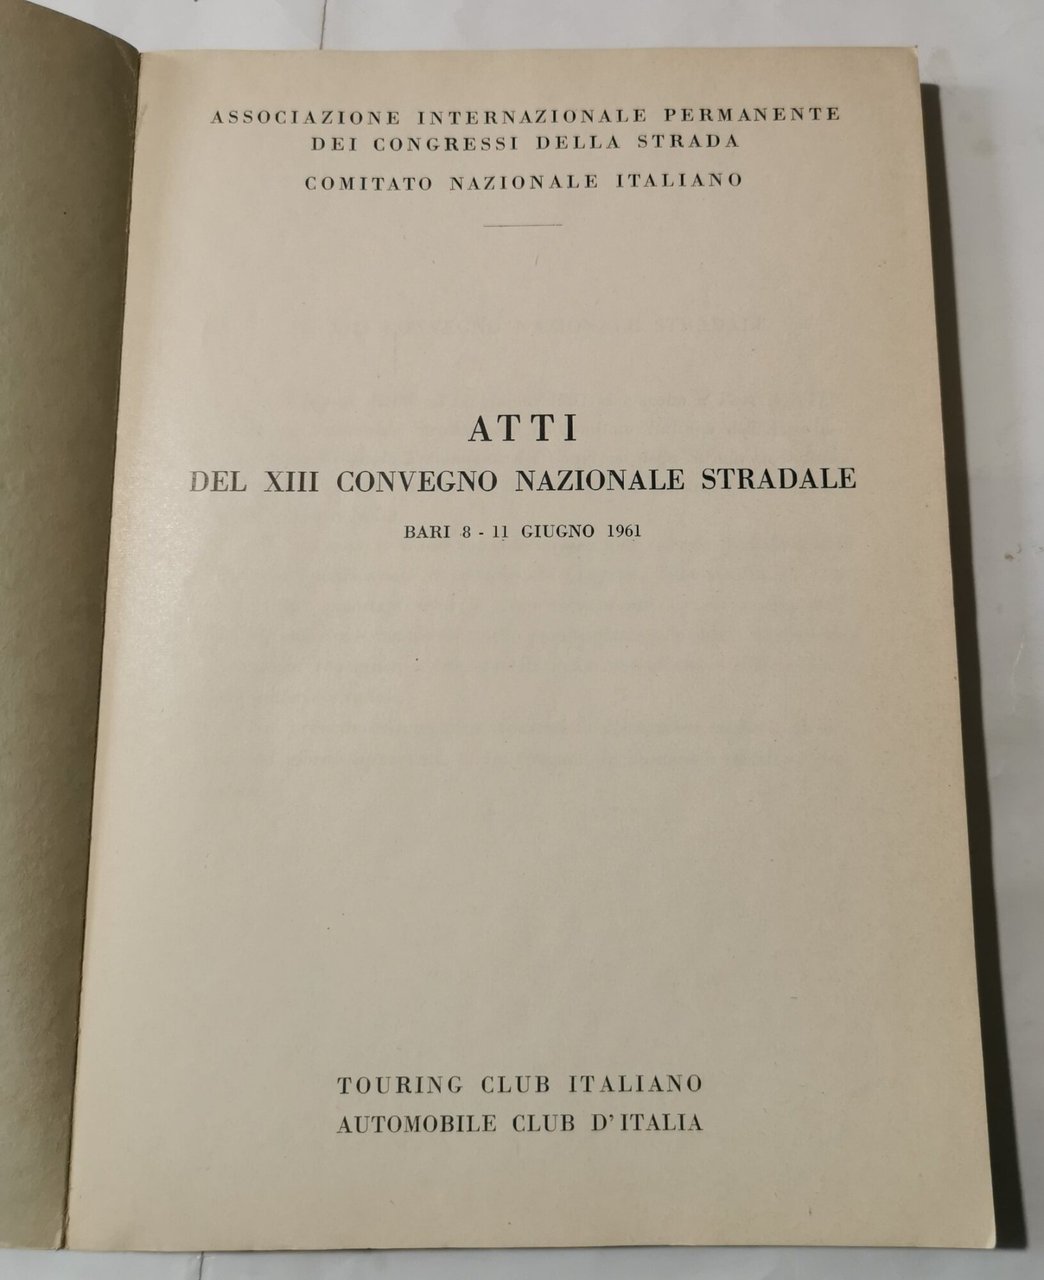 ASSOCIAZIONE INTERNAZIONALE PERMANENTE
DEI CONGRESSI DELLA STRADA
COMITATO NAZIONALE ITALIANO
ATTI
DEL XIII CONVEGNO NAZIONALE STRADALE
BARI 8 - 11 GIUGNO 1961
TOURING CLUB ITALIANO
AUTOMOBILE CLUB D'ITALIA